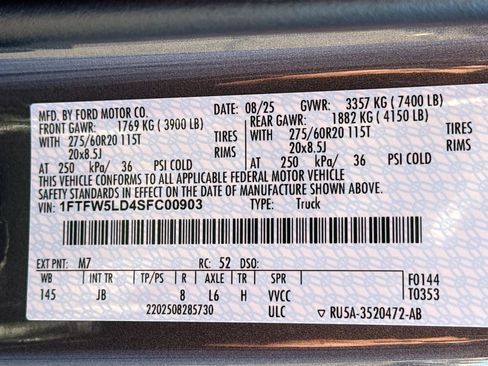 MFD. BY FORD MOTOR CO. 08/25 GVWR: 3357 KG ( 7400 LB)
FRONT GAWR: 1769 KG ( 3900 LB) REAR GAWR: 1882 KG ( 4150 LB)
WITH 275/60R20 115T TIRES WITH 275/60R20 115T TIRES
20x8.5J RIMS 20x8.5J RIMS
AT 250 kPa/ 36 PSI COLD AT 250 kPa/ 36 PSI COLD
THIS VEHICLE CONFORMS TO ALL APPLICABLE FEDERAL MOTOR VEHICLE
SAFETY STANDARDS IN EFFECT ON THE DATE OF MANUFACTURE SHOWN ABOVE.
VIN: 1FTFW5LD4SFC00903 TYPE: Truck
EXT PNT: M7 RC: 52 DSO:
WB INT TR TP/PS R AXLE TR SPR F0144
145 JB 8 L6 H VVCC T0353
2202508285730 ULC ▼ RU5A-3520472-AB